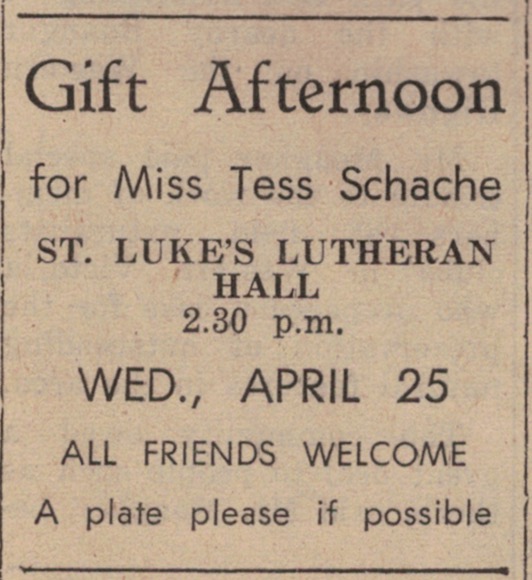 Gift Afternoon
for Miss Tess Schache
ST. LUKE'S LUTHERAN
HALL
2.30 p.m.
WED., APRIL 25
ALL FRIENDS WELCOME
A plate please if possible